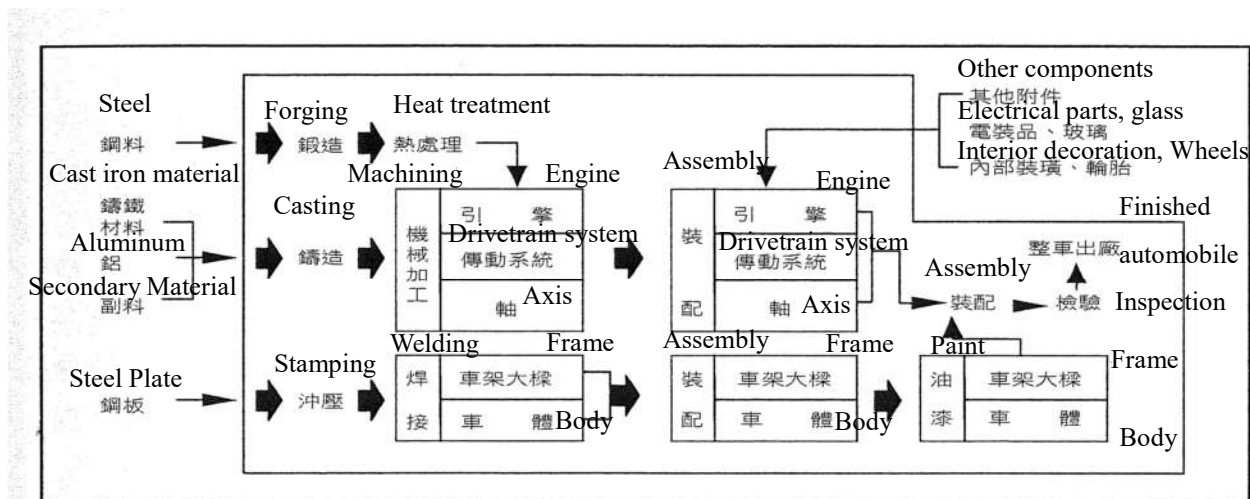 Other components
其他附件
Steel
Forging
Heat treatment
Electrical parts, glass
鋼料
鍛造
熱處理
電裝品、玻璃
Cast iron material
Machining
Engine
Assembly
Interior decoration, Wheels
內部裝璜、輪胎
鑄鐵
材料
Casting
機械加工
引擎
Engine
裝配
引擎
Finished
Aluminum
鋁
鑄造
Drivetrain system
傳動系統
Drivetrain system
傳動系統
整車出廠
automobile
Secondary Material
副料
Axis
軸
Axis
軸
Assembly
裝配
檢驗
Inspection
Welding
Frame
Assembly
Frame
Paint
Frame
Steel Plate
鋼板
Stamping
沖壓
焊接
車架大樑
裝配
車架大樑
油漆
車架大樑
車體
Body
車體
Body
車體
Body